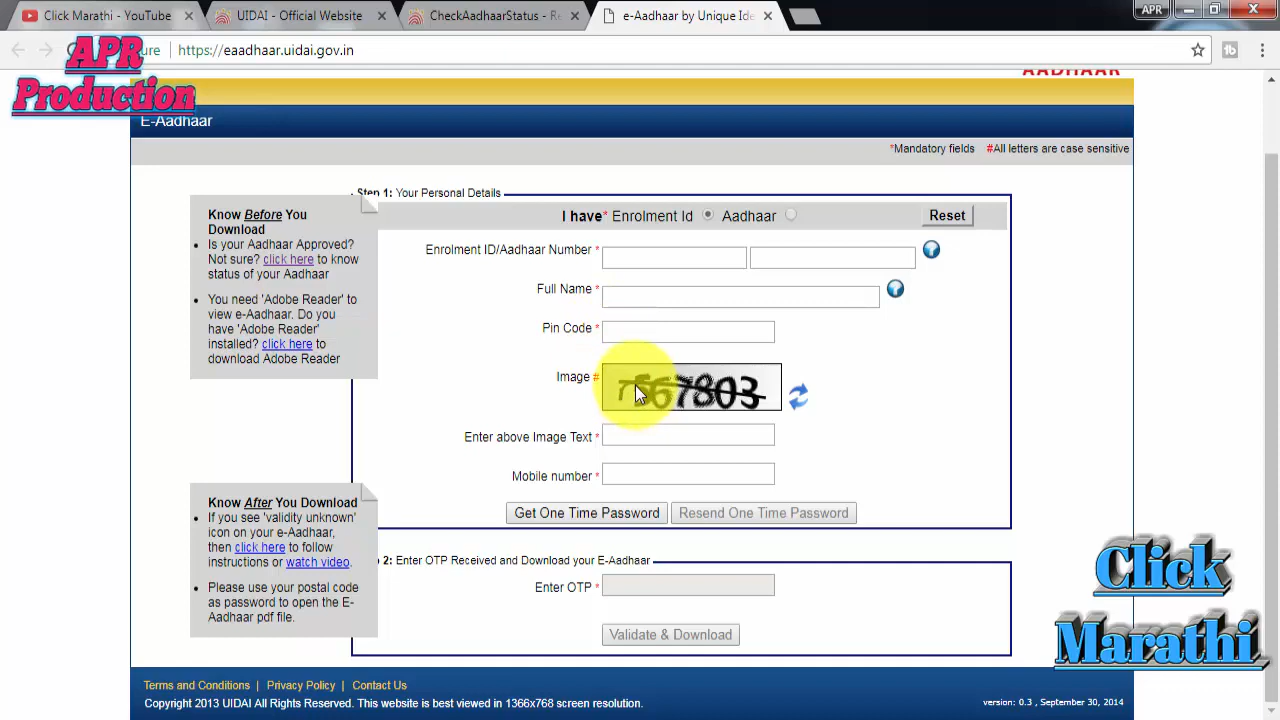 Click Marathi - YouTube
UIDAI - Official Website
CheckAadhaarStatus - Re
e-Aadhaar by Unique Ide
APR
https://eaadhaar.uidai.gov.in
APR
Production
AADHAAR
E-Aadhaar
*Mandatory fields #All letters are case sensitive
Step 1: Your Personal Details
I have* Enrolment Id Aadhaar Reset
Know Before You
Download
Is your Aadhaar Approved?
Not sure? click here to know
status of your Aadhaar
You need 'Adobe Reader' to
view e-Aadhaar. Do you
have 'Adobe Reader'
installed? click here to
download Adobe Reader
Enrolment ID/Aadhaar Number *
Full Name *
Pin Code *
Image #
Enter above Image Text *
Mobile number *
Get One Time Password Resend One Time Password
Know After You Download
If you see 'validity unknown'
icon on your e-Aadhaar,
then click here to follow
instructions or watch video.
Please use your postal code
as password to open the E-
Aadhaar pdf file.
2: Enter OTP Received and Download your E-Aadhaar
Enter OTP *
Validate & Download
Click
Marathi
Terms and Conditions | Privacy Policy | Contact Us
Copyright 2013 UIDAI All Rights Reserved. This website is best viewed in 1366x768 screen resolution.
version: 0.3 , September 30, 2014